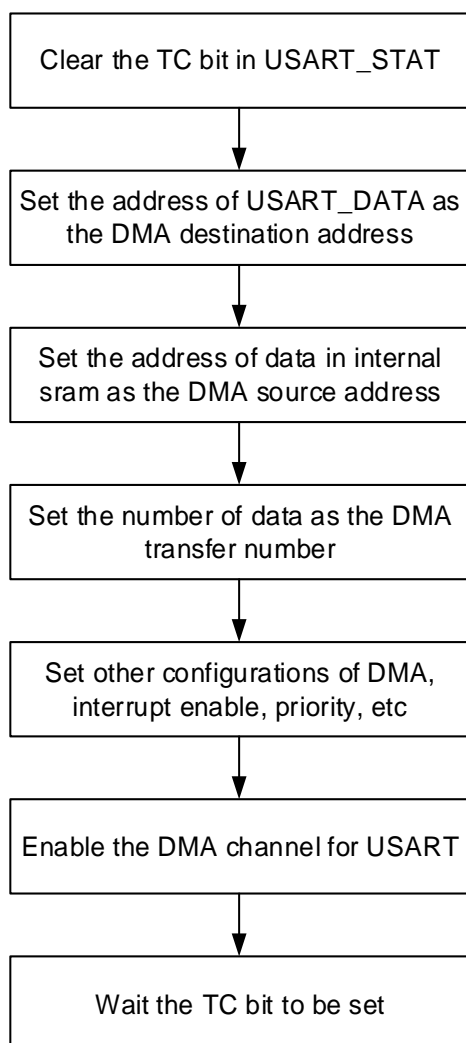 Clear the TC bit in USART_STAT
Set the address of USART_DATA as
the DMA destination address
Set the address of data in internal
sram as the DMA source address
Set the number of data as the DMA
transfer number
Set other configurations of DMA,
interrupt enable, priority, etc
Enable the DMA channel for USART
Wait the TC bit to be set